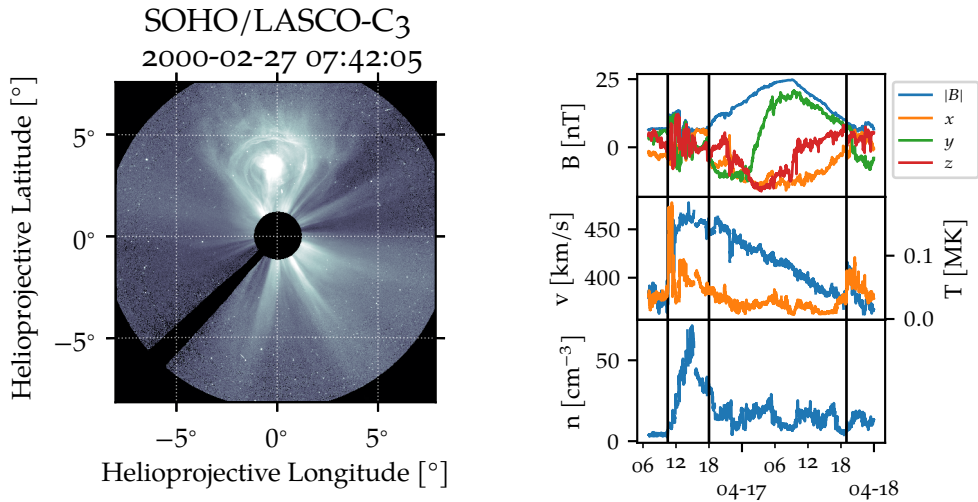 SOHO/LASCO-C3
2000-02-27 07:42:05
Helioprojective Latitude [°]
5°
0°
−5°
−5°
0°
5°
Helioprojective Longitude [°]
B [nT]
25
0
|B|
x
y
z
v [km/s]
450
400
T [MK]
0.1
0.0
n [cm⁻³]
50
0
06 12 18 06 12 18
04-17 04-18